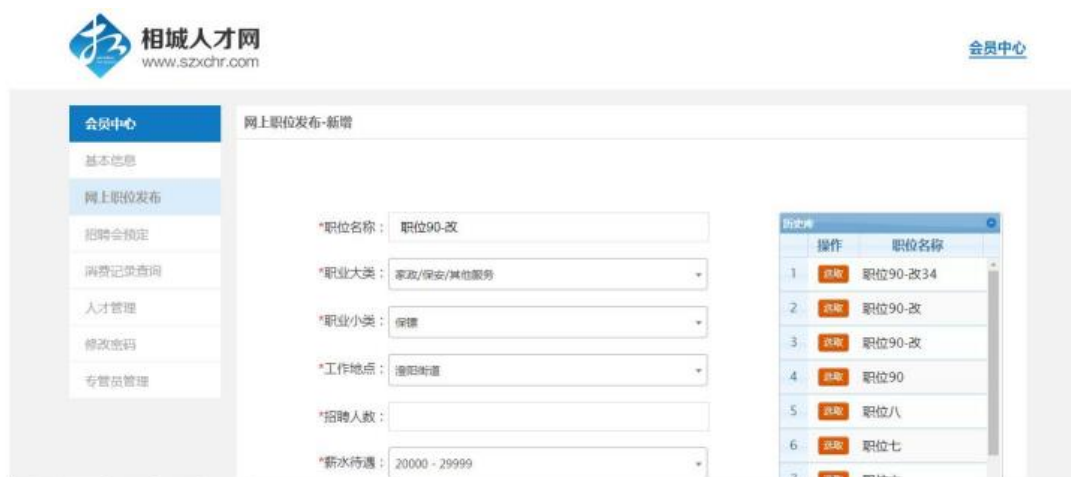 相城人才网
www.szxchr.com
会员中心
会员中心
基本信息
网上职位发布
招聘会预定
消费记录查询
人才管理
修改密码
专管员管理
网上职位发布-新增
*职位名称： 职位90-改
*职业大类： 家政/保安/其他服务
*职业小类： 保镖
*工作地点： 漕阳街道
*招聘人数：
*薪水待遇： 20000 - 29999
历史库
操作 职位名称
1 选取 职位90-改34
2 选取 职位90-改
3 选取 职位90-改
4 选取 职位90
5 选取 职位八
6 选取 职位七